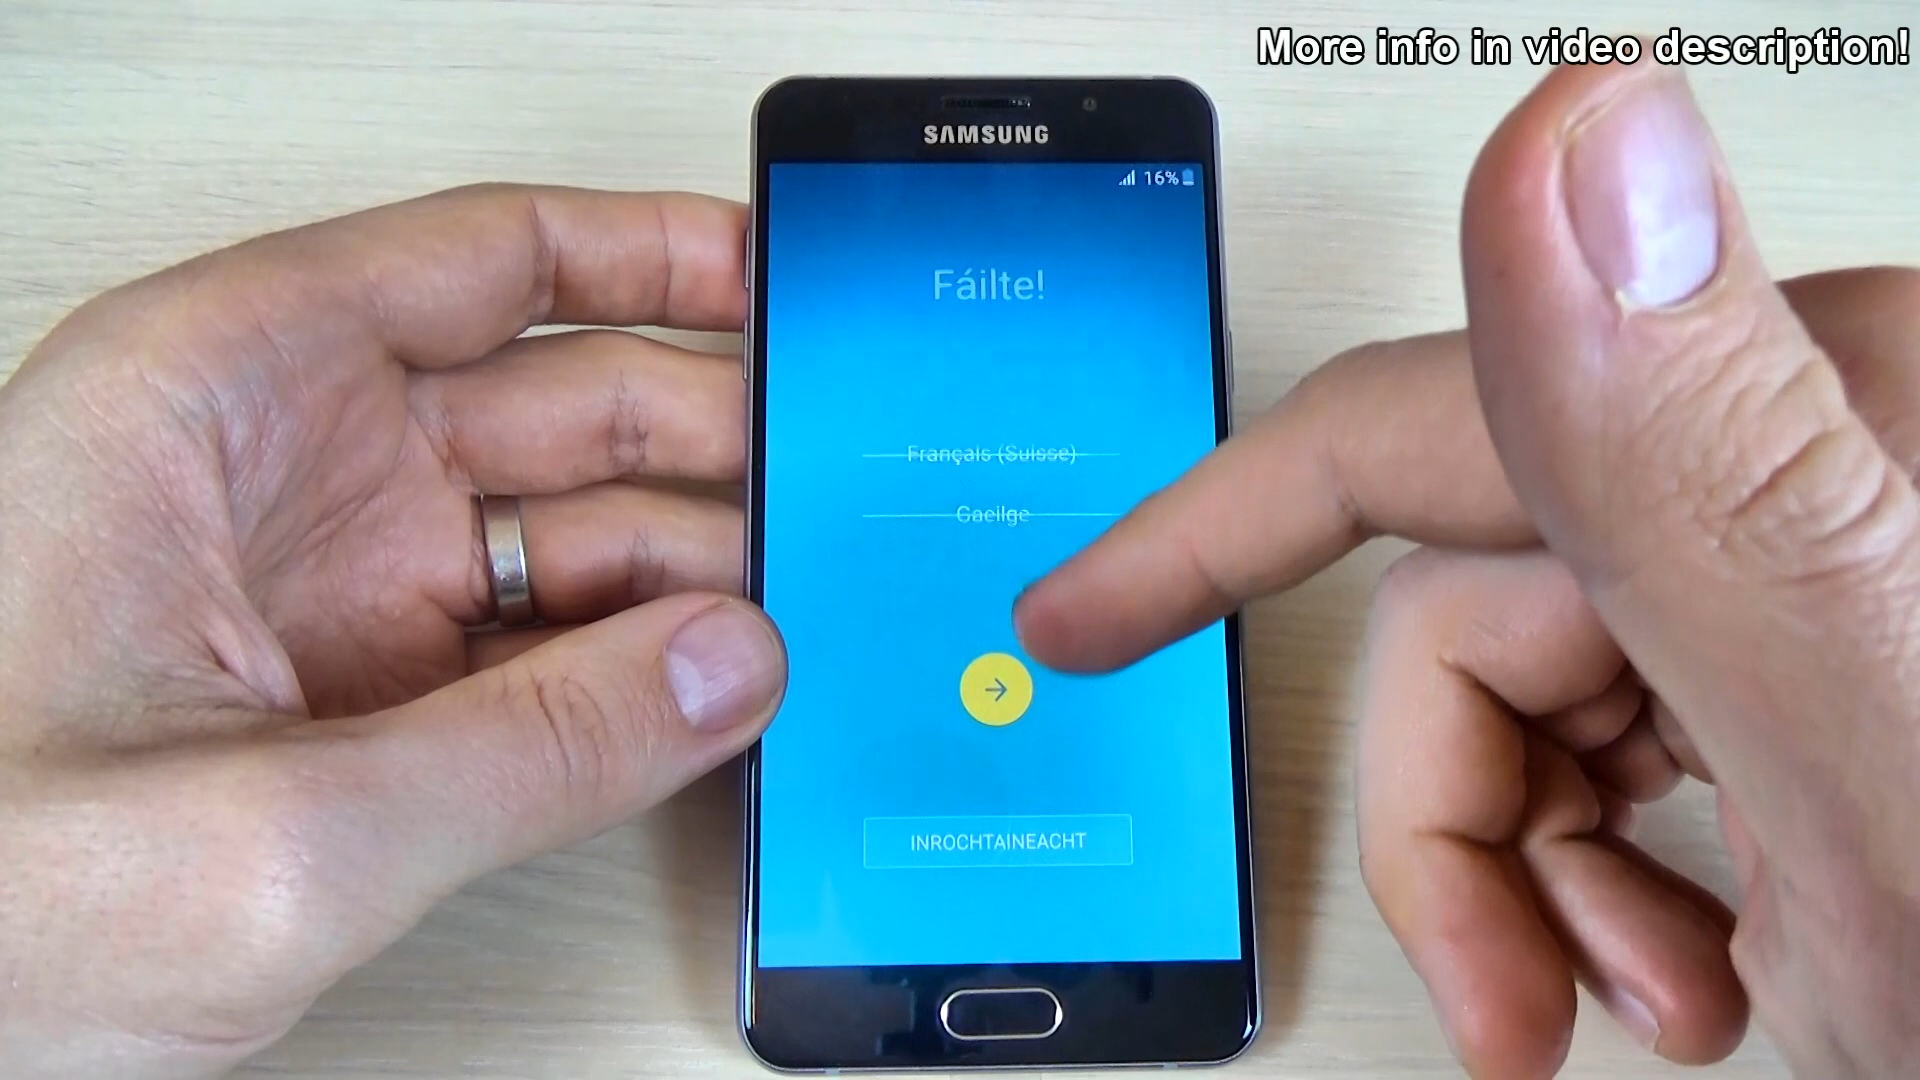 More info in video description!
SAMSUNG
16%
Fáilte!
Français (Suisse)
Gaeilge
INROCHTAINEACHT